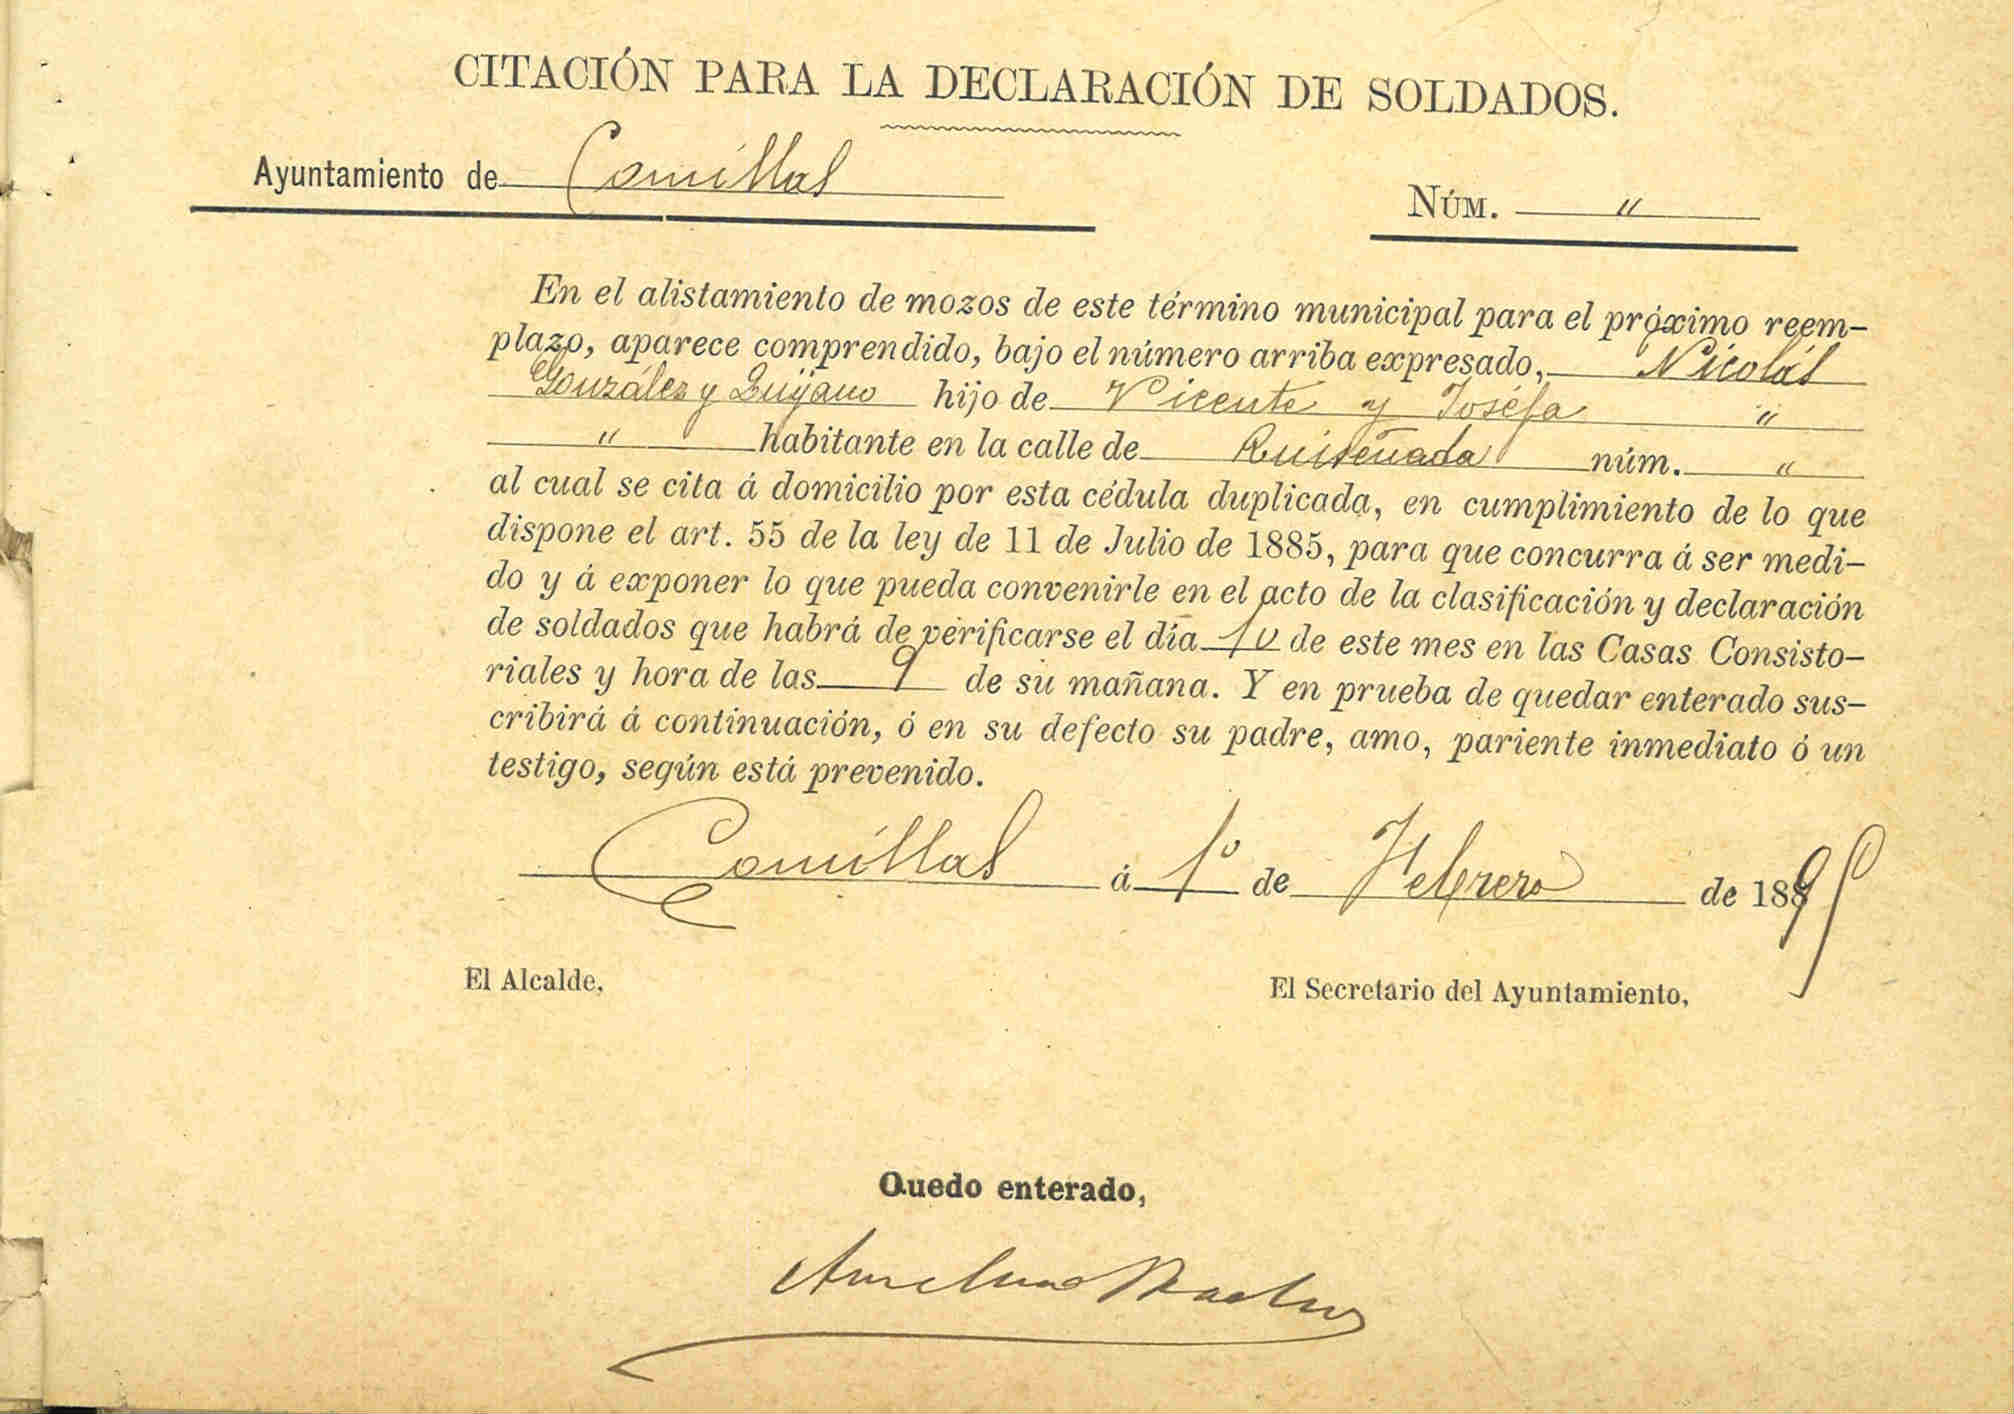 CITACIÓN PARA LA DECLARACIÓN DE SOLDADOS.
Ayuntamiento de Comillas
NÚM. "
En el alistamiento de mozos de este término municipal para el próximo reem-
plazo, aparece comprendido, bajo el número arriba expresado, Nicolás
González y Quijano hijo de Vicente y Josefa "
" habitante en la calle de Ruiseñada núm. "
al cual se cita á domicilio por esta cédula duplicada, en cumplimiento de lo que
dispone el art. 55 de la ley de 11 de Julio de 1885, para que concurra á ser medi-
do y á exponer lo que pueda convenirle en el acto de la clasificación y declaración
de soldados que habrá de verificarse el día 10 de este mes en las Casas Consisto-
riales y hora de las 9 de su mañana. Y en prueba de quedar enterado sus-
cribirá á continuación, ó en su defecto su padre, amo, pariente inmediato ó un
testigo, según está prevenido.
Comillas á 1º de Febrero de 1895
El Alcalde,
El Secretario del Ayuntamiento,
Quedo enterado,